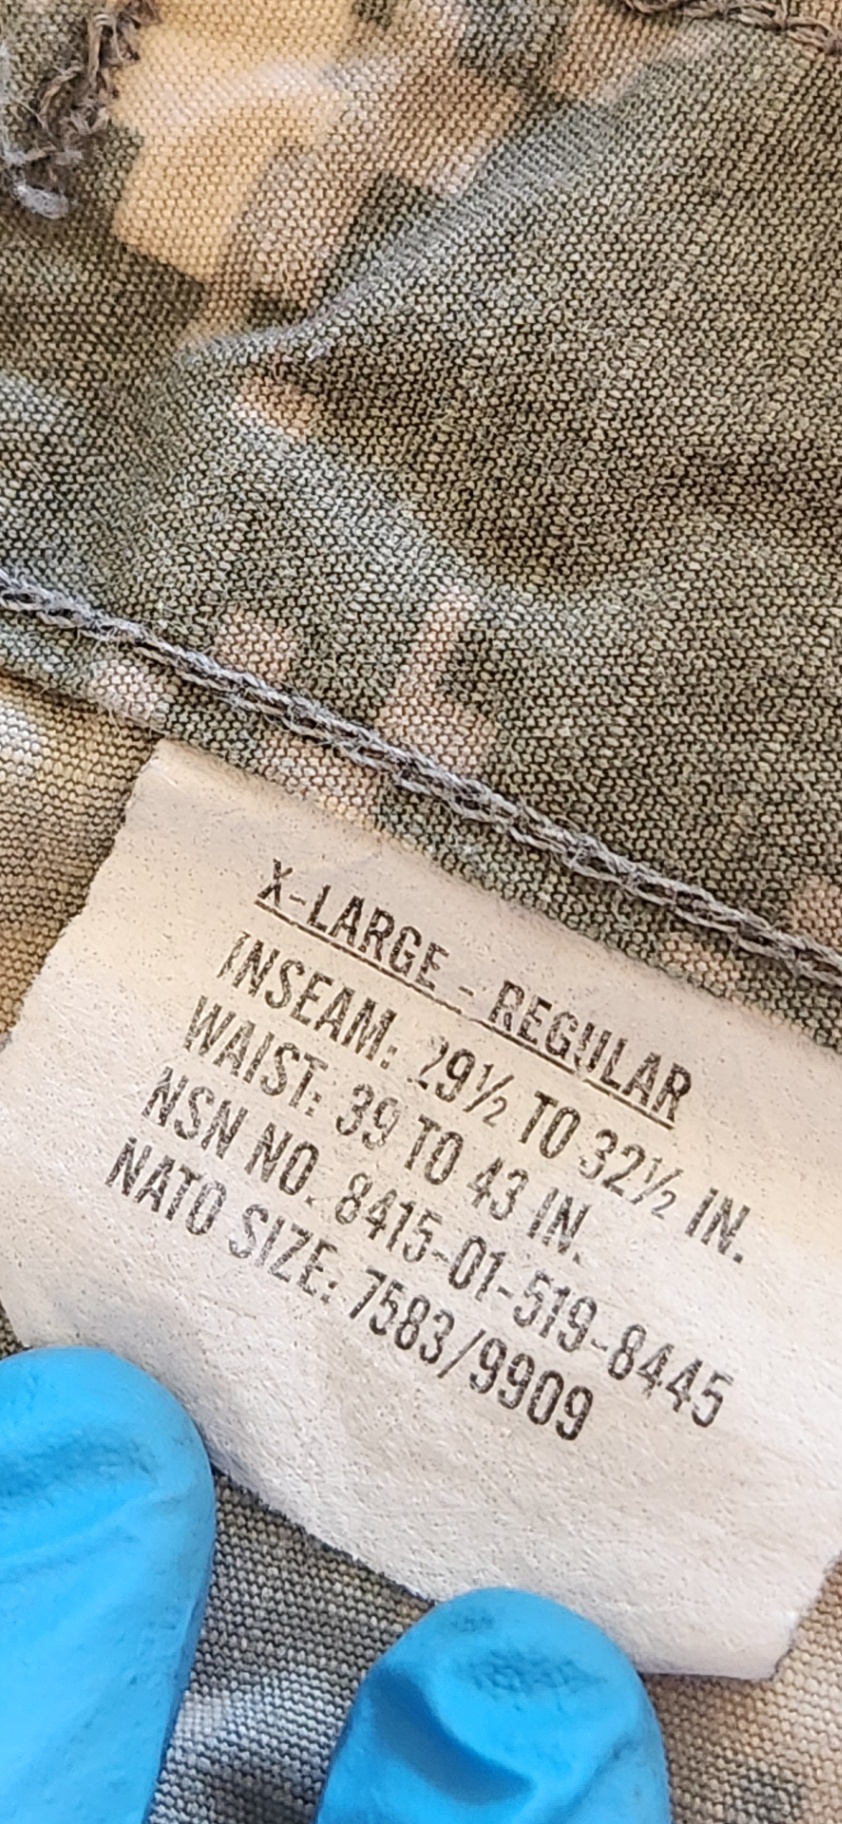 X-LARGE - REGULAR
INSEAM: 29½ TO 32½ IN.
WAIST: 39 TO 43 IN.
NSN NO. 8415-01-519-8445
NATO SIZE: 7583/9909